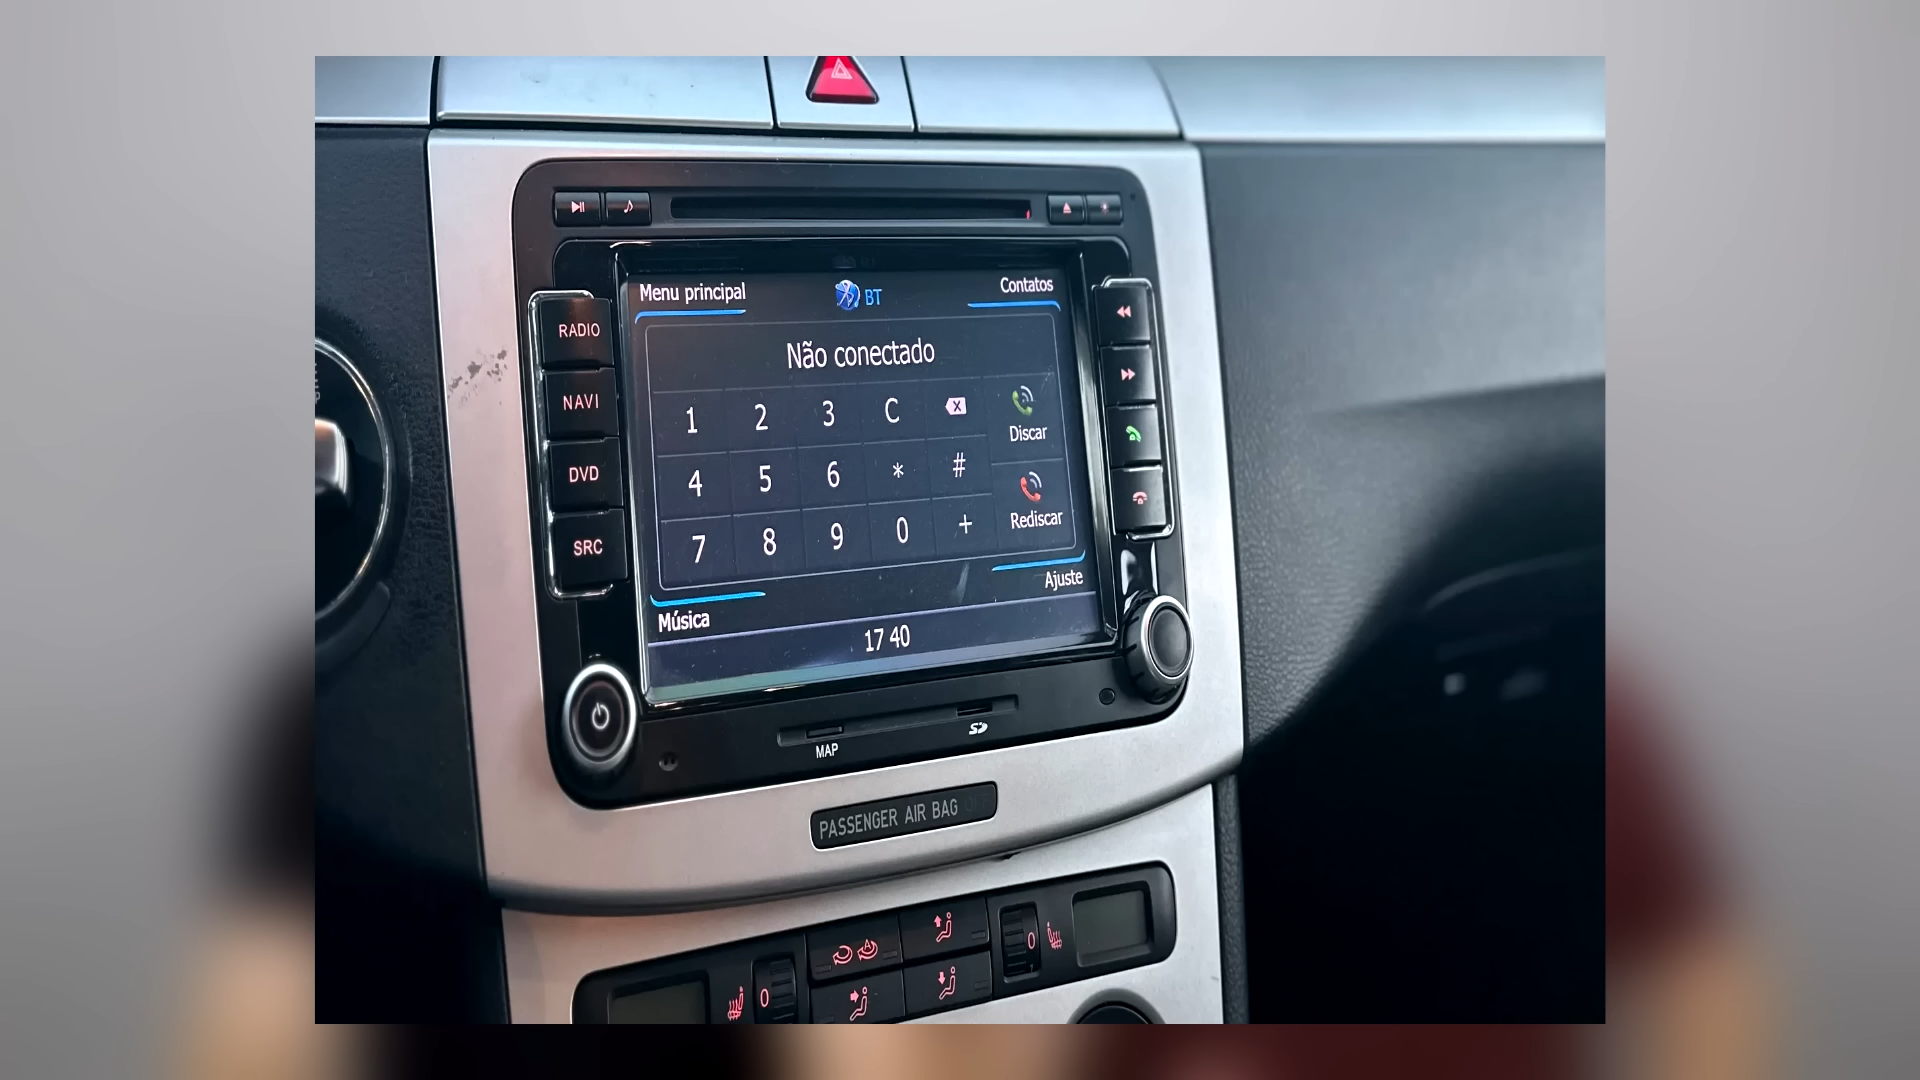 Menu principal
BT
Contatos
RADIO
NAVI
DVD
SRC
Não conectado
1 2 3 C
4 5 6 * #
7 8 9 0 +
Discar
Rediscar
Música
Ajuste
17 40
MAP
SD
PASSENGER AIR BAG
0
0